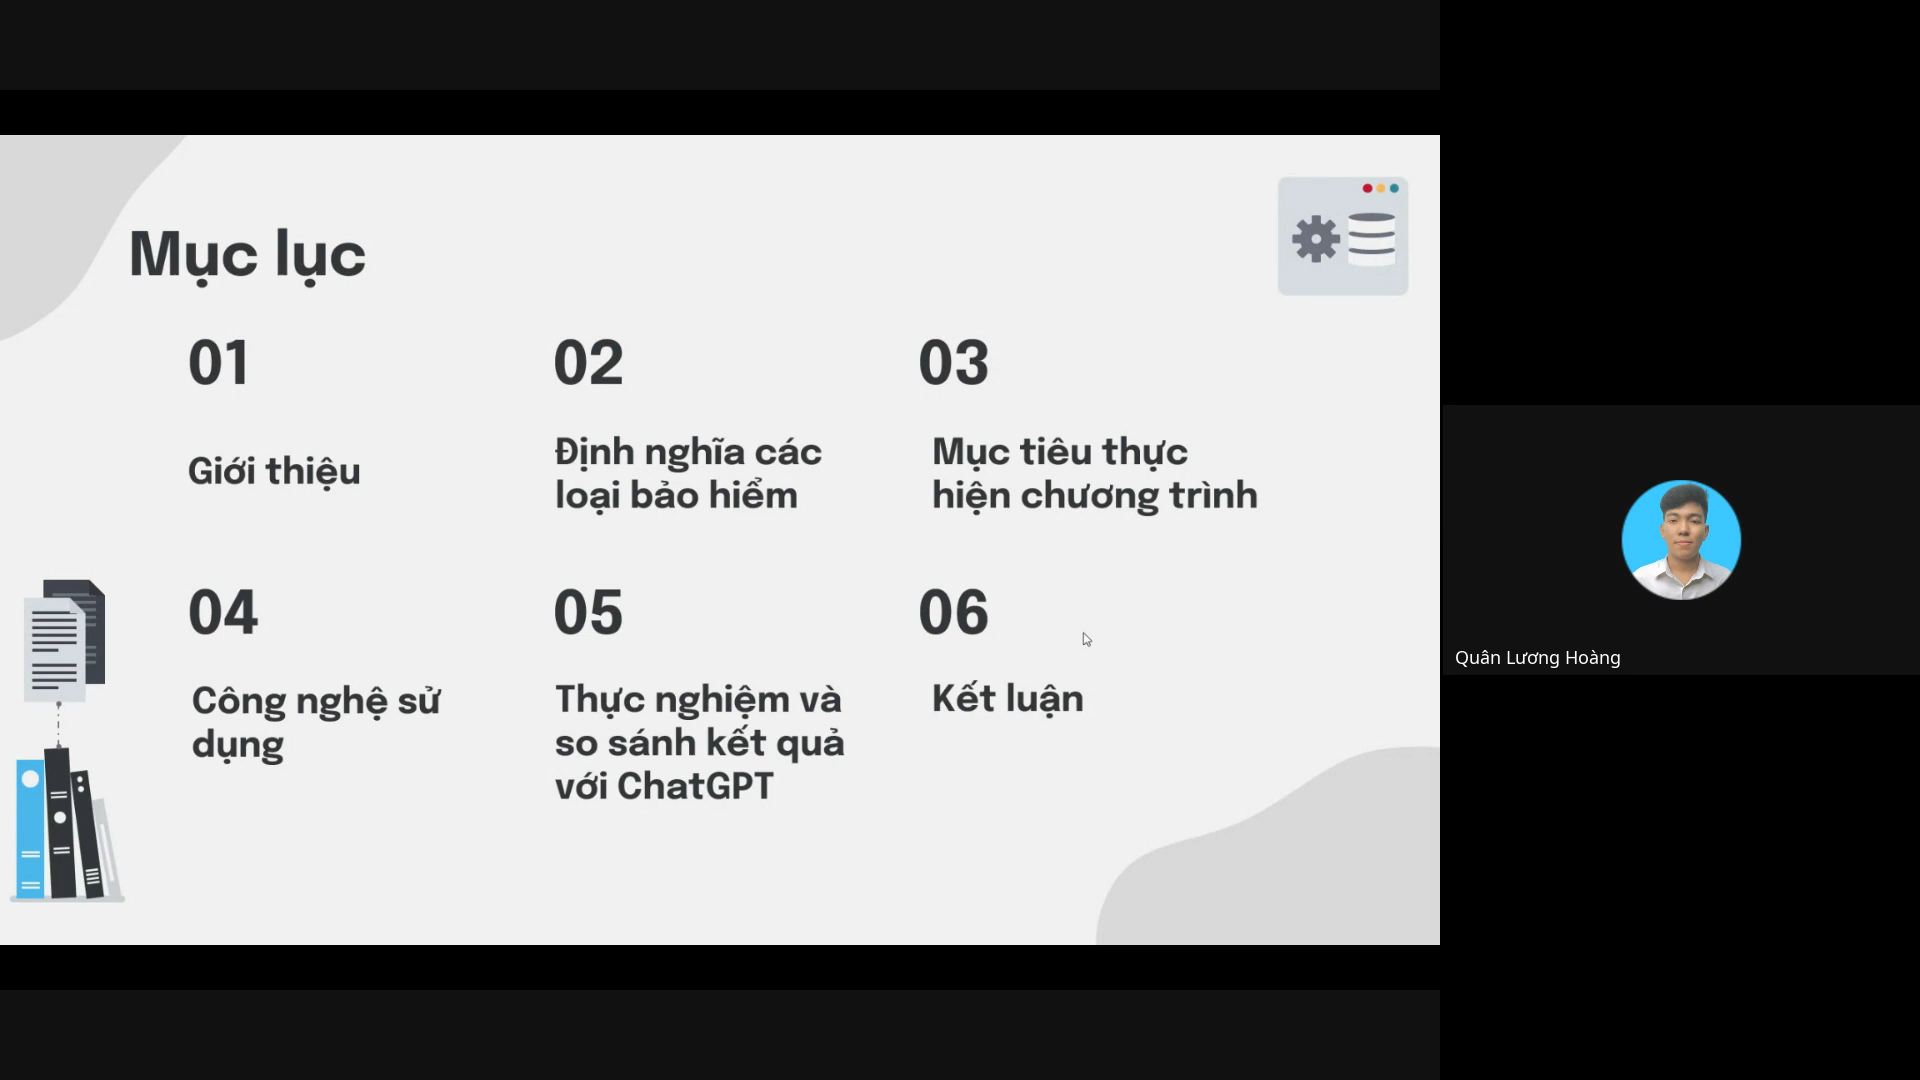 Mục lục
01
02
03
Giới thiệu
Định nghĩa các
loại bảo hiểm
Mục tiêu thực
hiện chương trình
04
05
06
Công nghệ sử
dụng
Thực nghiệm và
so sánh kết quả
với ChatGPT
Kết luận
Quân Lương Hoàng